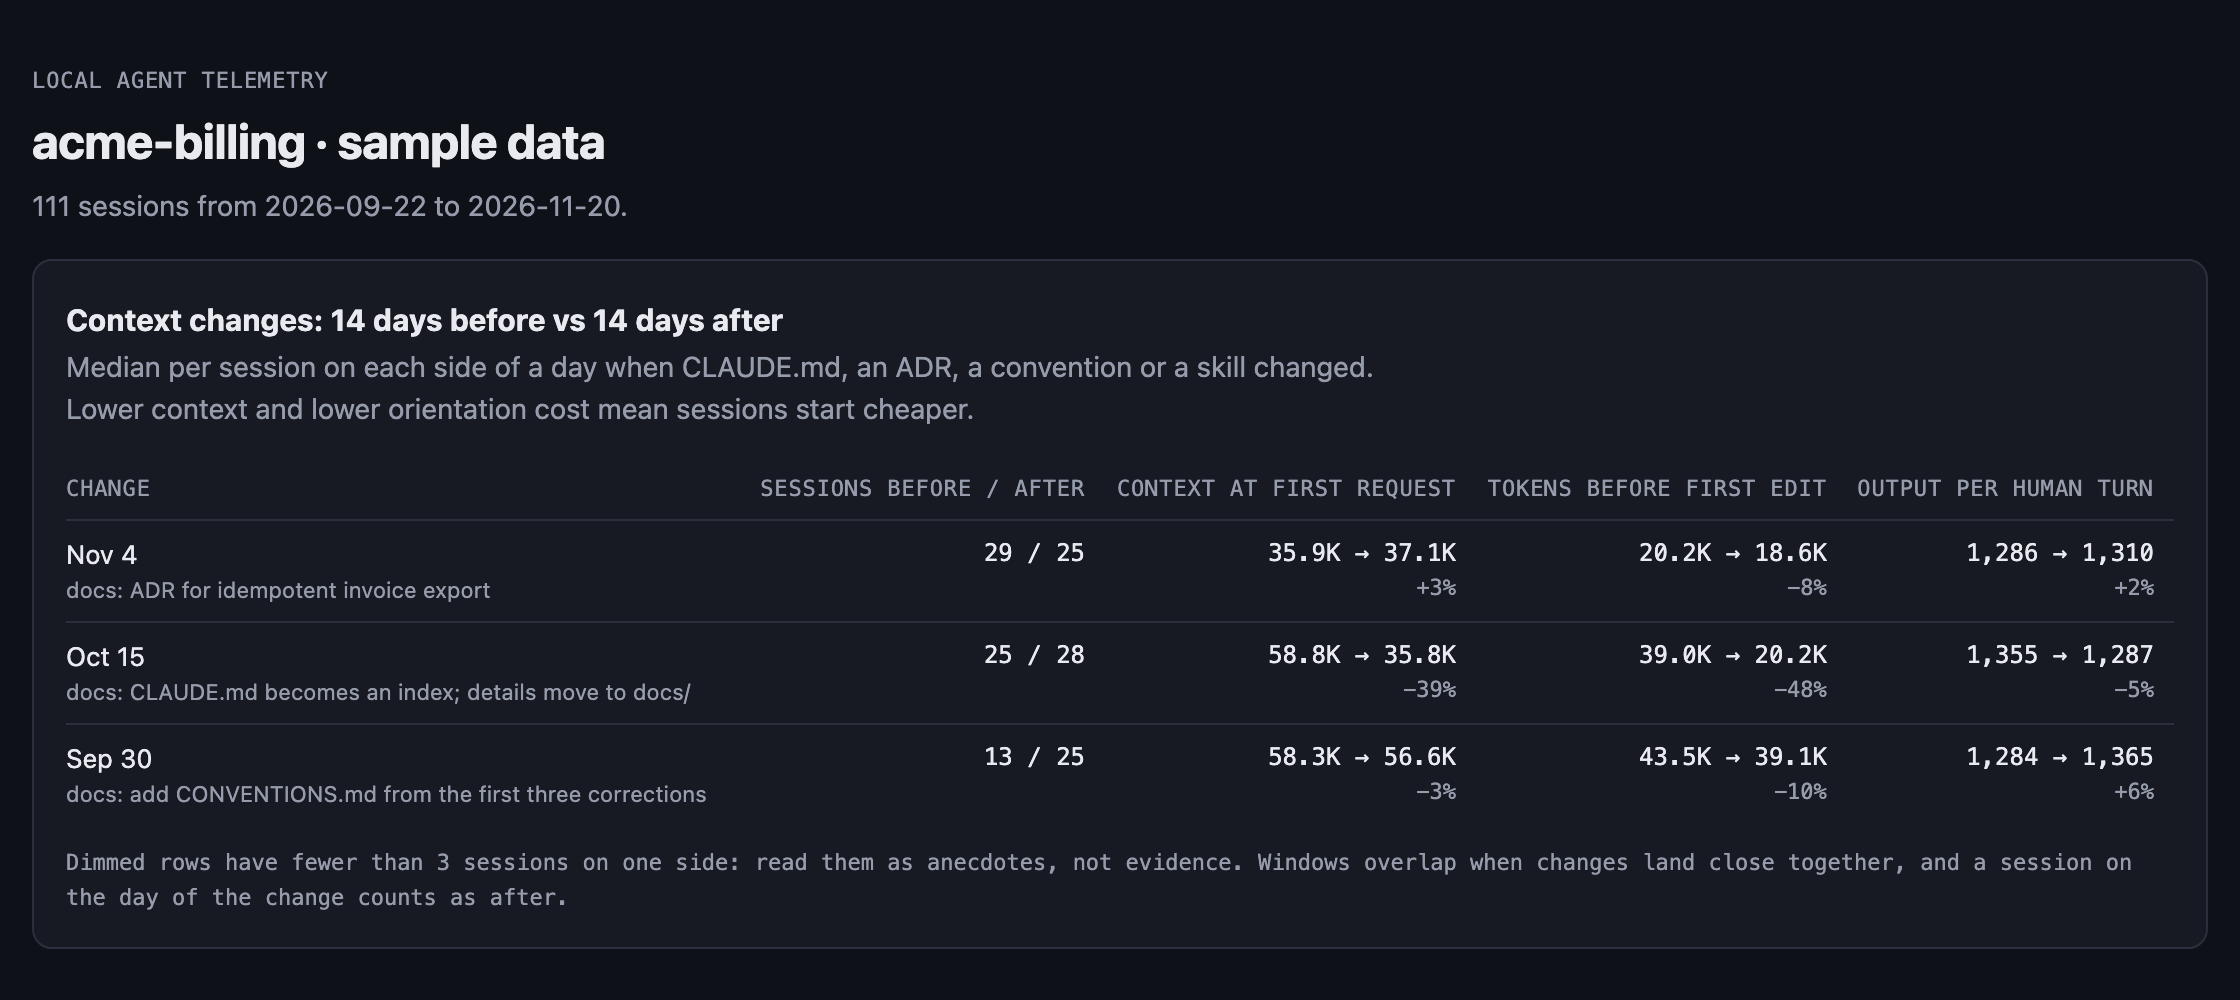 LOCAL AGENT TELEMETRY
acme-billing · sample data
111 sessions from 2026-09-22 to 2026-11-20.
Context changes: 14 days before vs 14 days after
Median per session on each side of a day when CLAUDE.md, an ADR, a convention or a skill changed.
Lower context and lower orientation cost mean sessions start cheaper.
CHANGE SESSIONS BEFORE / AFTER CONTEXT AT FIRST REQUEST TOKENS BEFORE FIRST EDIT OUTPUT PER HUMAN TURN
Nov 4 29 / 25 35.9K → 37.1K 20.2K → 18.6K 1,286 → 1,310
docs: ADR for idempotent invoice export +3% −8% +2%
Oct 15 25 / 28 58.8K → 35.8K 39.0K → 20.2K 1,355 → 1,287
docs: CLAUDE.md becomes an index; details move to docs/ −39% −48% −5%
Sep 30 13 / 25 58.3K → 56.6K 43.5K → 39.1K 1,284 → 1,365
docs: add CONVENTIONS.md from the first three corrections −3% −10% +6%
Dimmed rows have fewer than 3 sessions on one side: read them as anecdotes, not evidence. Windows overlap when changes land close together, and a session on
the day of the change counts as after.